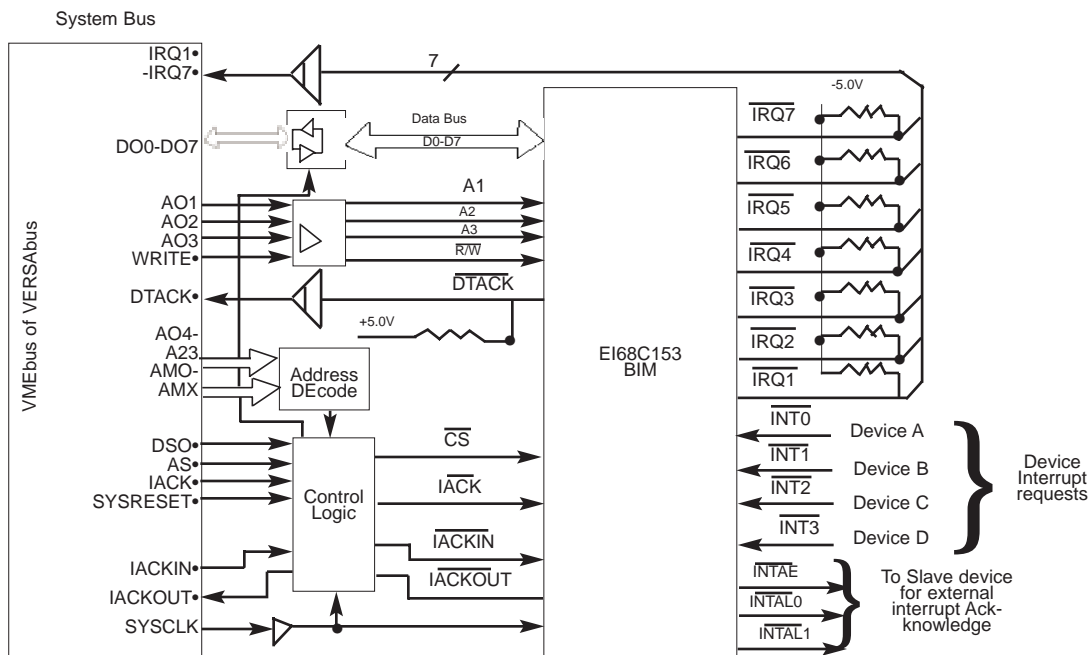 System Bus
VMEbus of VERSAbus
IRQ1•
-IRQ7•
DO0-DO7
AO1
AO2
AO3
WRITE•
DTACK•
AO4-
A23
AMO-
AMX
DSO•
AS•
IACK•
SYSRESET•
IACKIN•
IACKOUT•
SYSCLK
7
Data Bus
D0-D7
A1
A2
A3
R/W
DTACK
+5.0V
Address
DEcode
Control
Logic
CS
IACK
IACKIN
IACKOUT
EI68C153
BIM
-5.0V
IRQ7
IRQ6
IRQ5
IRQ4
IRQ3
IRQ2
IRQ1
INT0
Device A
INT1
Device B
INT2
Device C
INT3
Device D
Device
Interrupt
requests
INTAE
INTAL0
INTAL1
To Slave device
for external
interrupt Ack-
knowledge